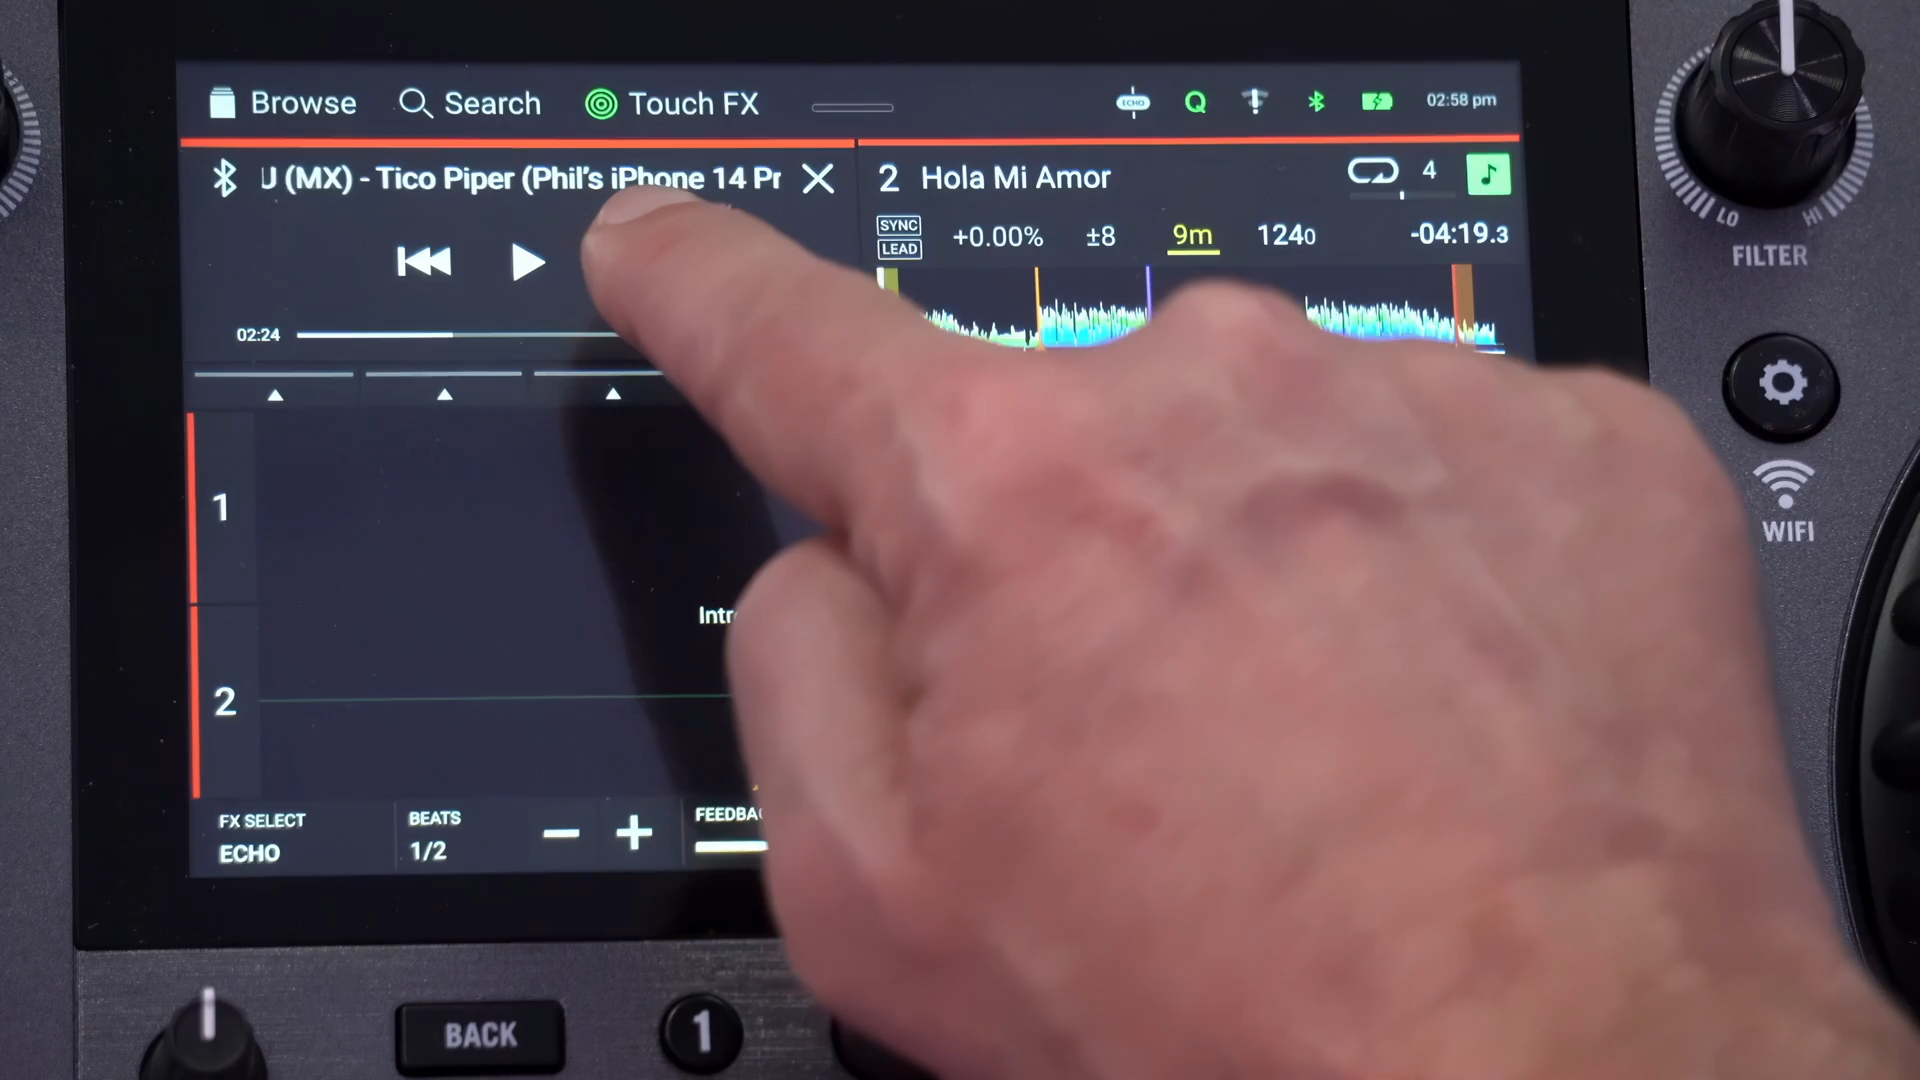 Browse Search Touch FX ECHO Q 02:58 pm
U (MX) - Tico Piper (Phil's iPhone 14 Pr
2 Hola Mi Amor 4
SYNC
LEAD
+0.00% ±8 9m 1240 -04:19.3
02:24
1
2
FX SELECT
ECHO
BEATS
1/2
LO HI
FILTER
WIFI
BACK
1